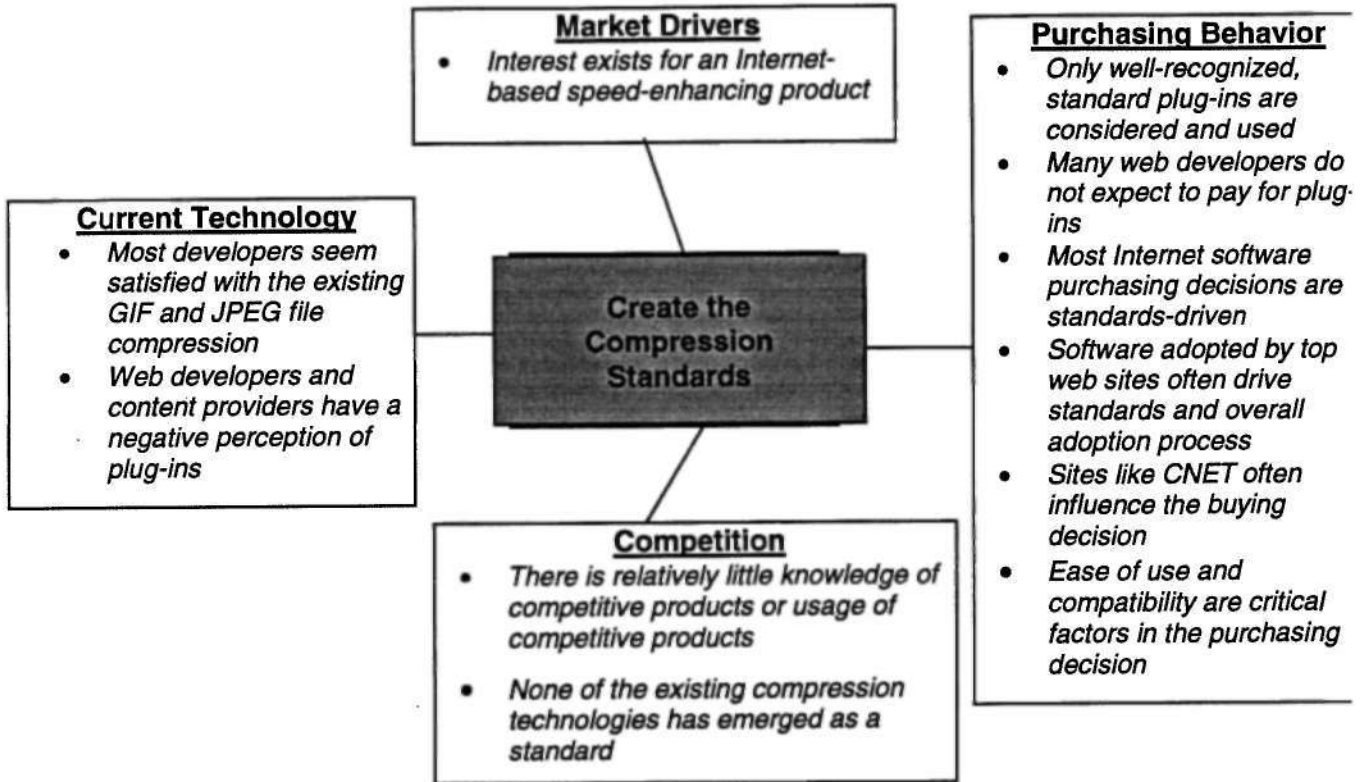 Market Drivers
• Interest exists for an Internet-
based speed-enhancing product
Purchasing Behavior
• Only well-recognized,
standard plug-ins are
considered and used
• Many web developers do
not expect to pay for plug-
ins
• Most Internet software
purchasing decisions are
standards-driven
• Software adopted by top
web sites often drive
standards and overall
adoption process
• Sites like CNET often
influence the buying
decision
• Ease of use and
compatibility are critical
factors in the purchasing
decision
Current Technology
• Most developers seem
satisfied with the existing
GIF and JPEG file
compression
• Web developers and
content providers have a
negative perception of
plug-ins
Create the
Compression
Standards
Competition
• There is relatively little knowledge of
competitive products or usage of
competitive products
• None of the existing compression
technologies has emerged as a
standard